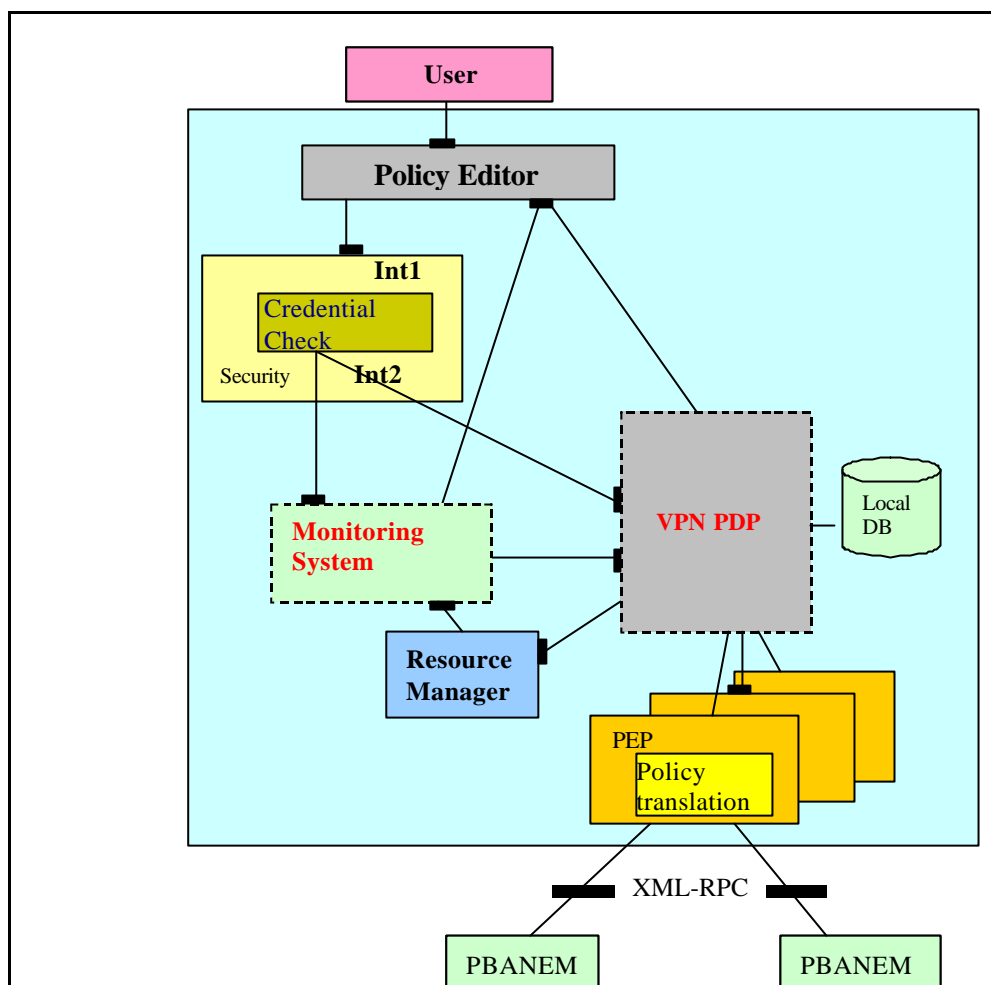 User
Policy Editor
Int1
Credential
Check
Security
Int2
Monitoring
System
VPN PDP
Local
DB
Resource
Manager
PEP
Policy
translation
XML-RPC
PBANEM
PBANEM